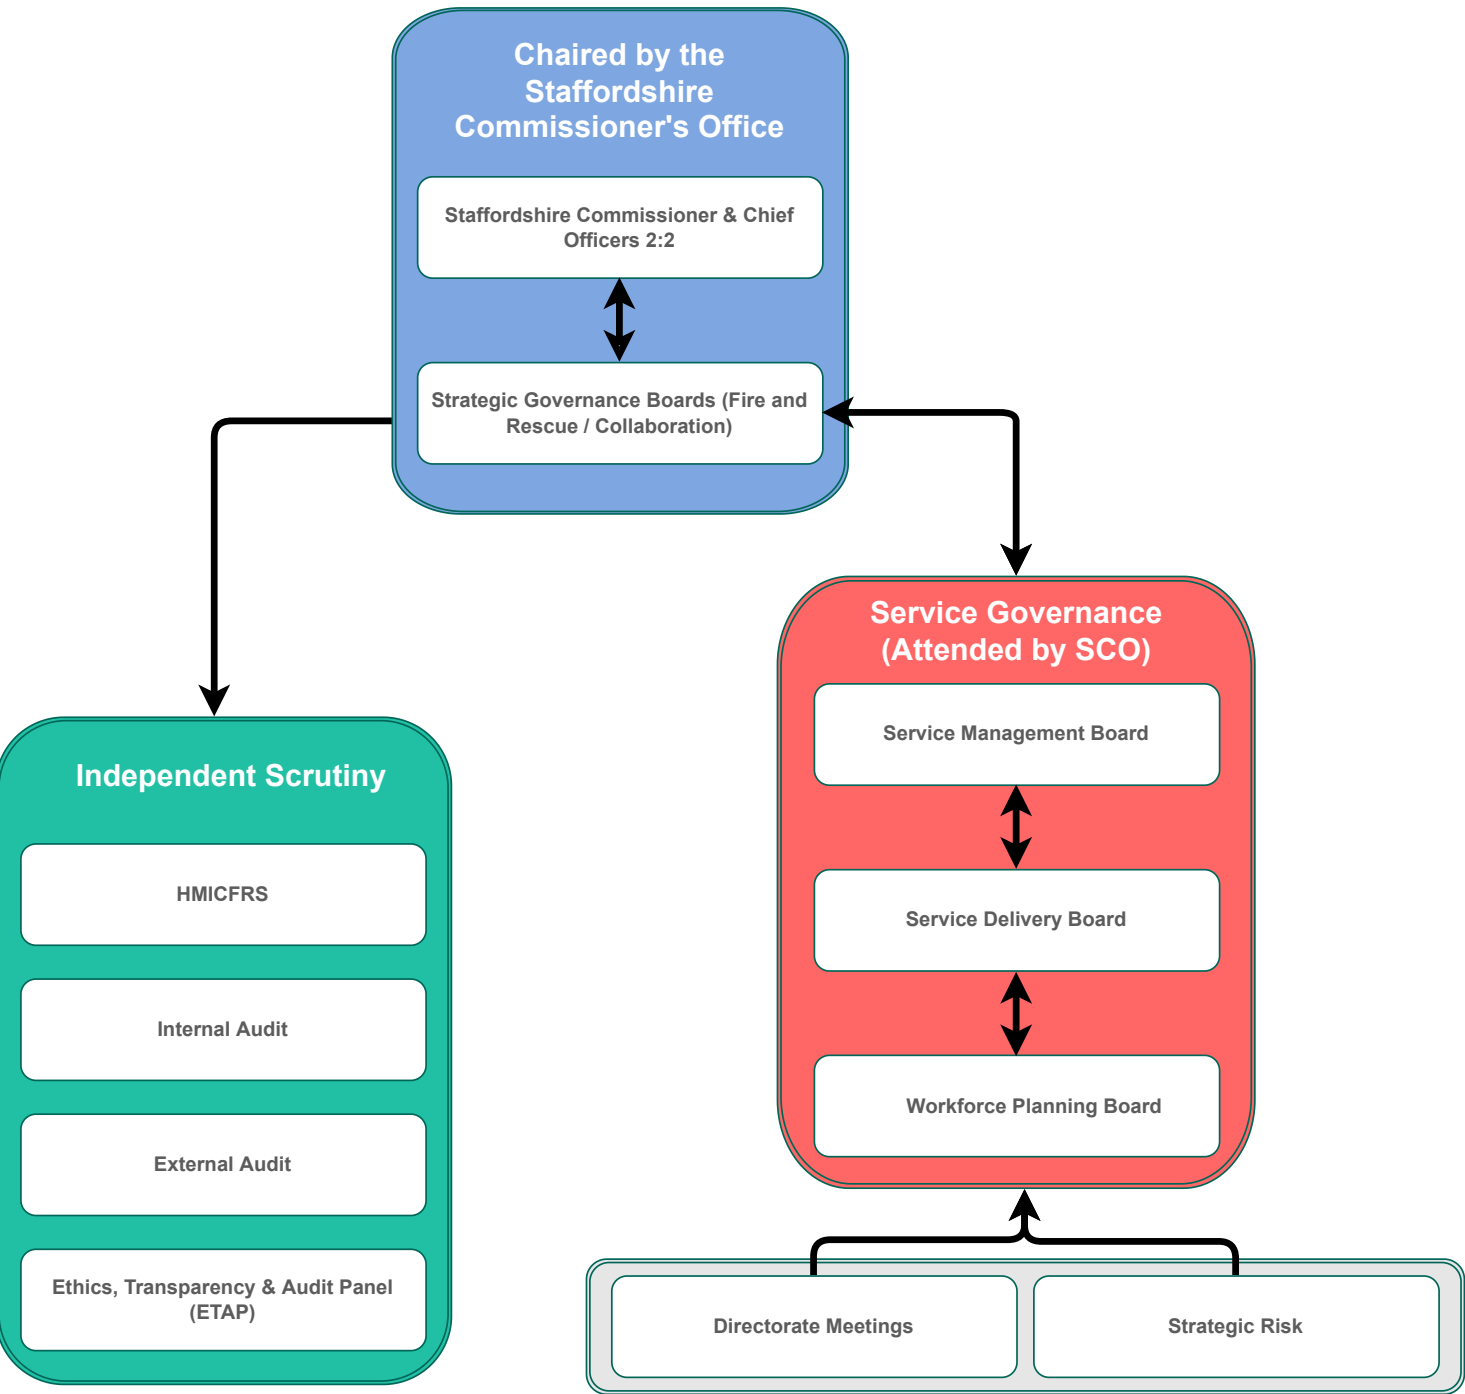 Chaired by the
Staffordshire
Commissioner's Office
Staffordshire Commissioner & Chief
Officers 2:2
Strategic Governance Boards (Fire and
Rescue / Collaboration)
Service Governance
(Attended by SCO)
Service Management Board
Service Delivery Board
Workforce Planning Board
Independent Scrutiny
HMICFRS
Internal Audit
External Audit
Ethics, Transparency & Audit Panel
(ETAP)
Directorate Meetings
Strategic Risk